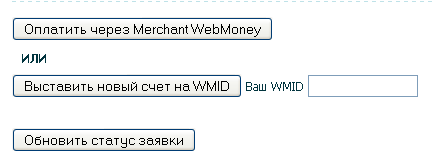 Оплатить через Merchant WebMoney
или
Выставить новый счет на WMID Ваш WMID
Обновить статус заявки